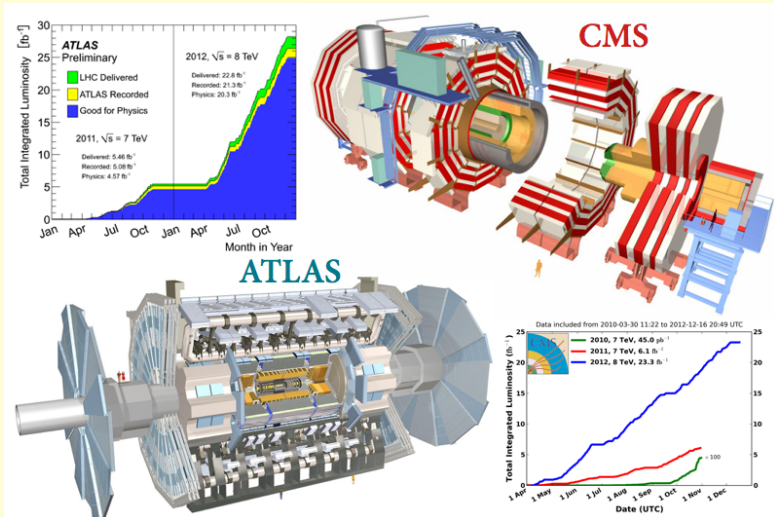 ATLAS
Preliminary
LHC Delivered
ATLAS Recorded
Good for Physics
2012, √s = 8 TeV
Delivered: 22.8 fb⁻¹
Recorded: 21.3 fb⁻¹
Physics: 20.3 fb⁻¹
2011, √s = 7 TeV
Delivered: 5.46 fb⁻¹
Recorded: 5.08 fb⁻¹
Physics: 4.57 fb⁻¹
Total Integrated Luminosity [fb⁻¹]
30
25
20
15
10
5
0
Jan Apr Jul Oct Jan Apr Jul Oct
Month in Year
CMS
ATLAS
Data included from 2010-03-30 11:22 to 2012-12-16 20:49 UTC
CMS
2010, 7 TeV, 45.0 pb⁻¹
2011, 7 TeV, 6.1 fb⁻¹
2012, 8 TeV, 23.3 fb⁻¹
× 100
Total Integrated Luminosity (fb⁻¹)
25
20
15
10
5
0
25
20
15
10
5
0
1 Apr 1 May 1 Jun 1 Jul 1 Aug 1 Sep 1 Oct 1 Nov 1 Dec
Date (UTC)